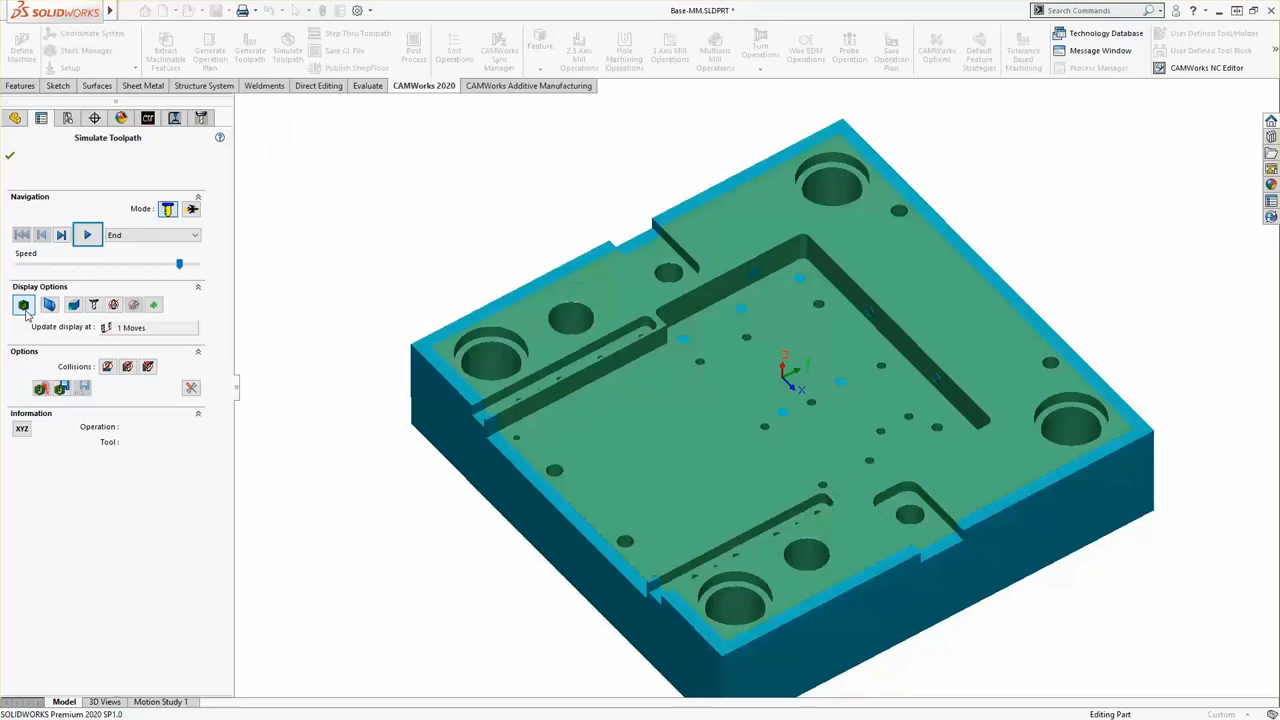 SOLIDWORKS
Base-MM.SLDPRT *
Search Commands
Define Machine
Coordinate System
Stock Manager
Setup
Extract Machinable Features
Generate Operation Plan
Generate Toolpath
Simulate Toolpath
Step Thru Toolpath
Save CL File
Publish ShopFloor
Post Process
Sort Operations
CAMWorks Sync Manager
Feature
2.5 Axis Mill Operations
Hole Machining Operations
3 Axis Mill Operations
Multiaxis Mill Operations
Turn Operations
Wire EDM Operations
Probe Operation
Save Operation Plan
CAMWorks Options
Default Feature Strategies
Tolerance Based Machining
Technology Database
Message Window
Process Manager
User Defined Tool/Holder
User Defined Tool Block
CAMWorks NC Editor
Features
Sketch
Surfaces
Sheet Metal
Structure System
Weldments
Direct Editing
Evaluate
CAMWorks 2020
CAMWorks Additive Manufacturing
Simulate Toolpath
Navigation
Mode :
End
Speed
Display Options
Update display at :
1 Moves
Options
Collisions :
Information
XYZ
Operation :
Tool :
Z
X
Model
3D Views
Motion Study 1
SOLIDWORKS Premium 2020 SP1.0
Editing Part
Custom